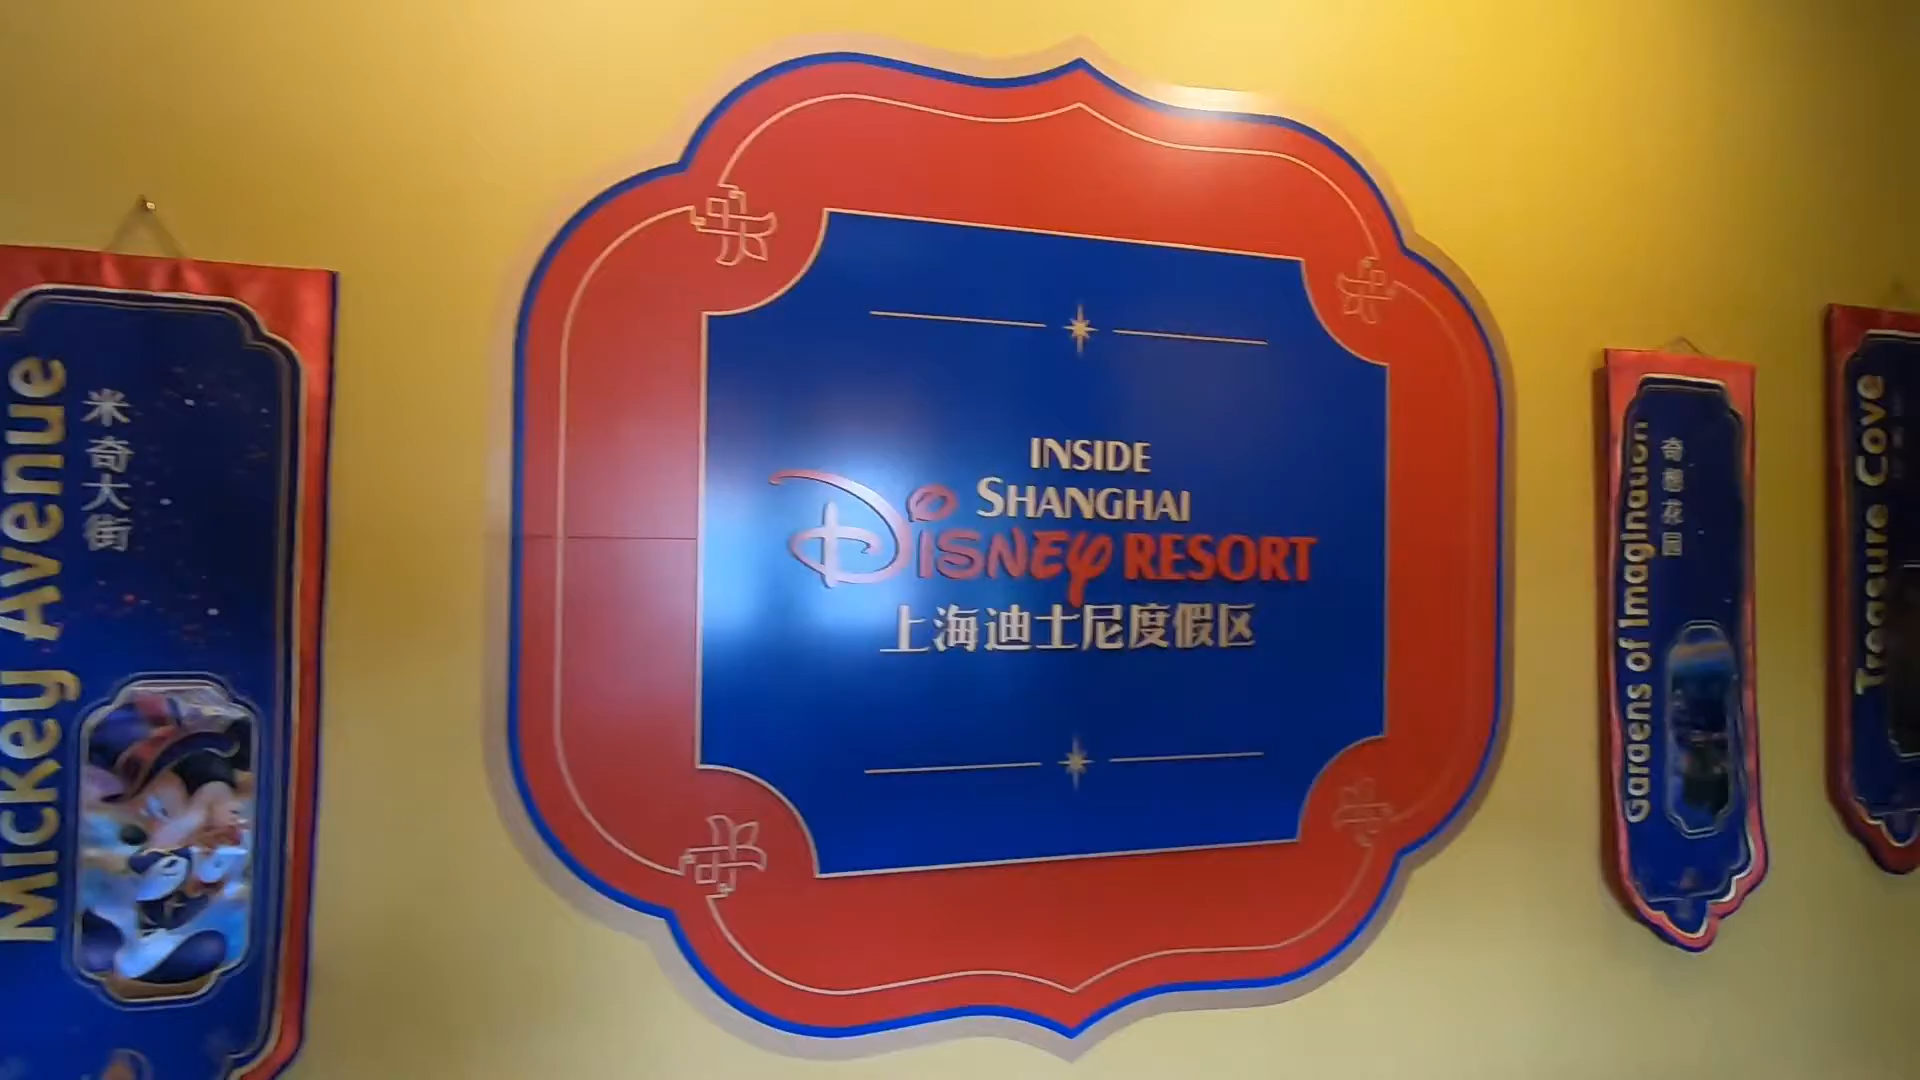 Mickey Avenue
米奇大街
INSIDE
SHANGHAI
DISNEY RESORT
上海迪士尼度假区
Gardens of Imagination
奇想花园
Treasure Cove